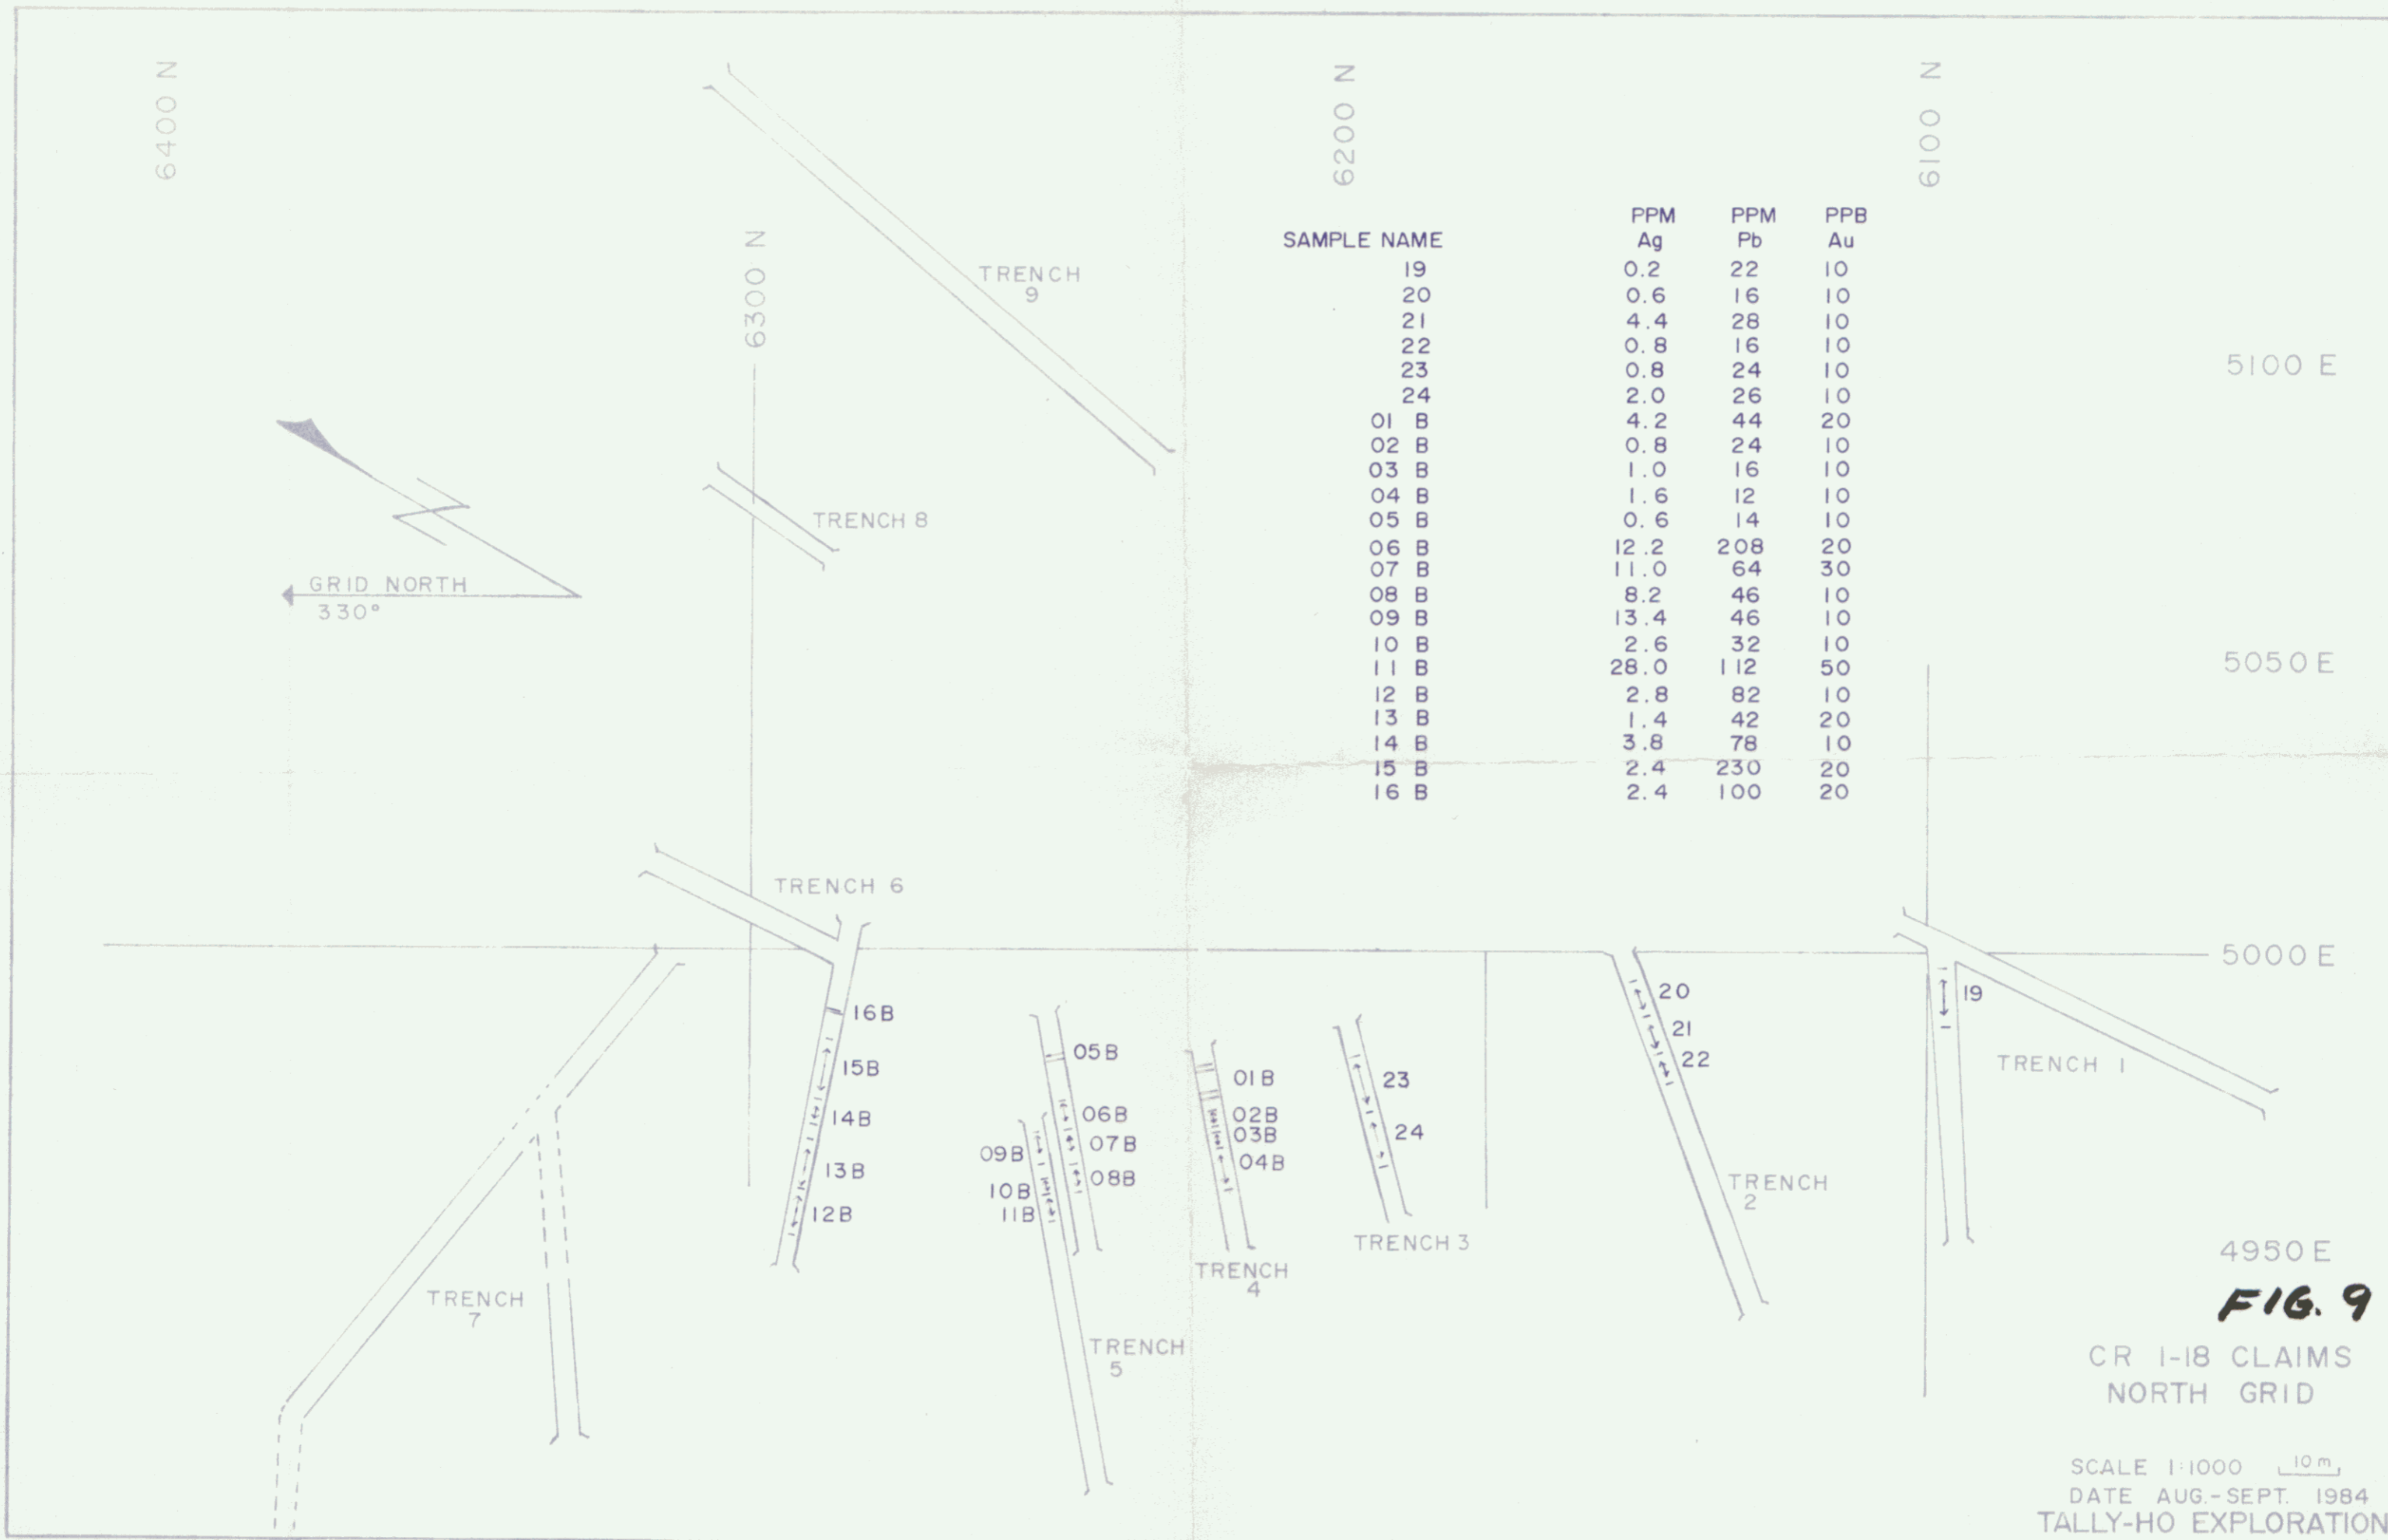 6400 N
6300 N
6200 N
6100 N
PPM PPM PPB
SAMPLE NAME Ag Pb Au
19 0.2 22 10
20 0.6 16 10
21 4.4 28 10
22 0.8 16 10
23 0.8 24 10
24 2.0 26 10
01 B 4.2 44 20
02 B 0.8 24 10
03 B 1.0 16 10
04 B 1.6 12 10
05 B 0.6 14 10
06 B 12.2 208 20
07 B 11.0 64 30
08 B 8.2 46 10
09 B 13.4 46 10
10 B 2.6 32 10
11 B 28.0 112 50
12 B 2.8 82 10
13 B 1.4 42 20
14 B 3.8 78 10
15 B 2.4 230 20
16 B 2.4 100 20
TRENCH
9
TRENCH 8
GRID NORTH
330°
5100 E
5050 E
5000 E
4950 E
TRENCH 6
16B
15B
14B
13B
12B
TRENCH
7
05B
06B
07B
08B
09B
10B
11B
TRENCH
5
01B
02B
03B
04B
TRENCH
4
23
24
TRENCH 3
20
21
22
TRENCH
2
19
TRENCH 1
FIG. 9
CR 1-18 CLAIMS
NORTH GRID
SCALE 1:1000 10 m
DATE AUG.-SEPT. 1984
TALLY-HO EXPLORATION